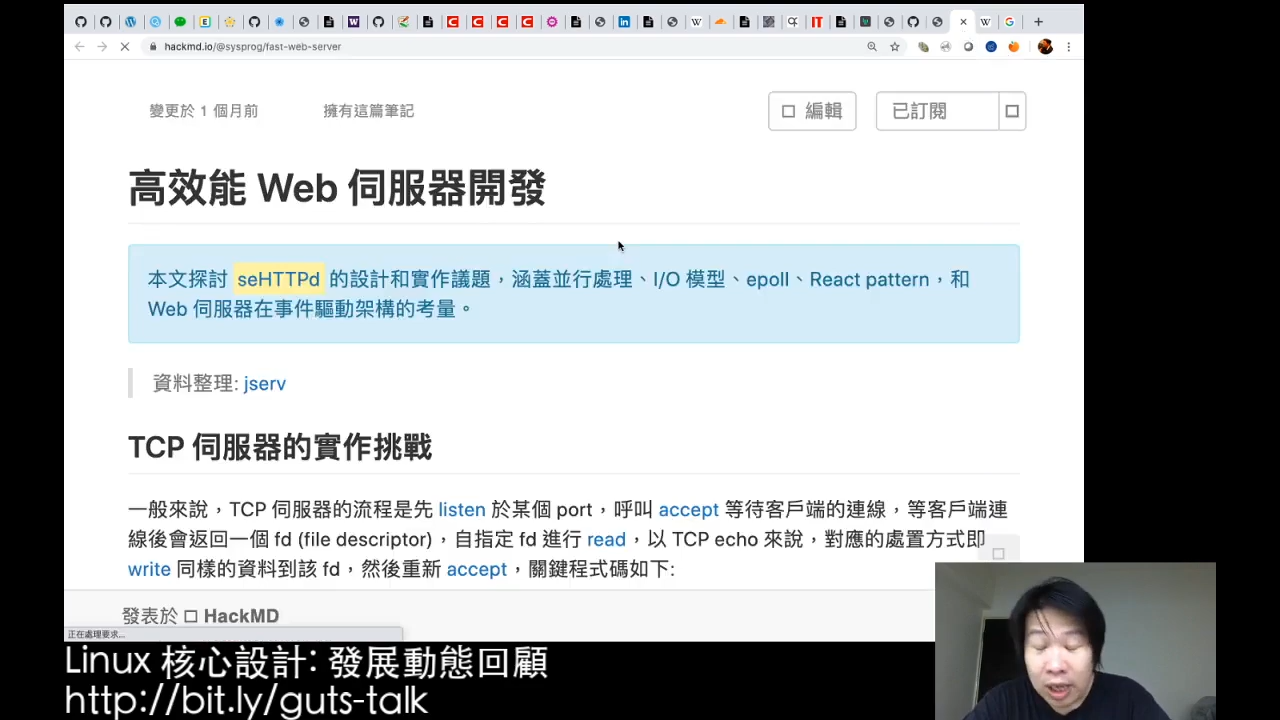 hackmd.io/@sysprog/fast-web-server
變更於 1 個月前 擁有這篇筆記 編輯 已訂閱
高效能 Web 伺服器開發
本文探討 seHTTPd 的設計和實作議題，涵蓋並行處理、I/O 模型、epoll、React pattern，和
Web 伺服器在事件驅動架構的考量。
資料整理: jserv
TCP 伺服器的實作挑戰
一般來說，TCP 伺服器的流程是先 listen 於某個 port，呼叫 accept 等待客戶端的連線，等客戶端連
線後會返回一個 fd (file descriptor)，自指定 fd 進行 read，以 TCP echo 來說，對應的處置方式即
write 同樣的資料到該 fd，然後重新 accept，關鍵程式碼如下:
發表於 HackMD
正在處理要求...
Linux 核心設計: 發展動態回顧
http://bit.ly/guts-talk